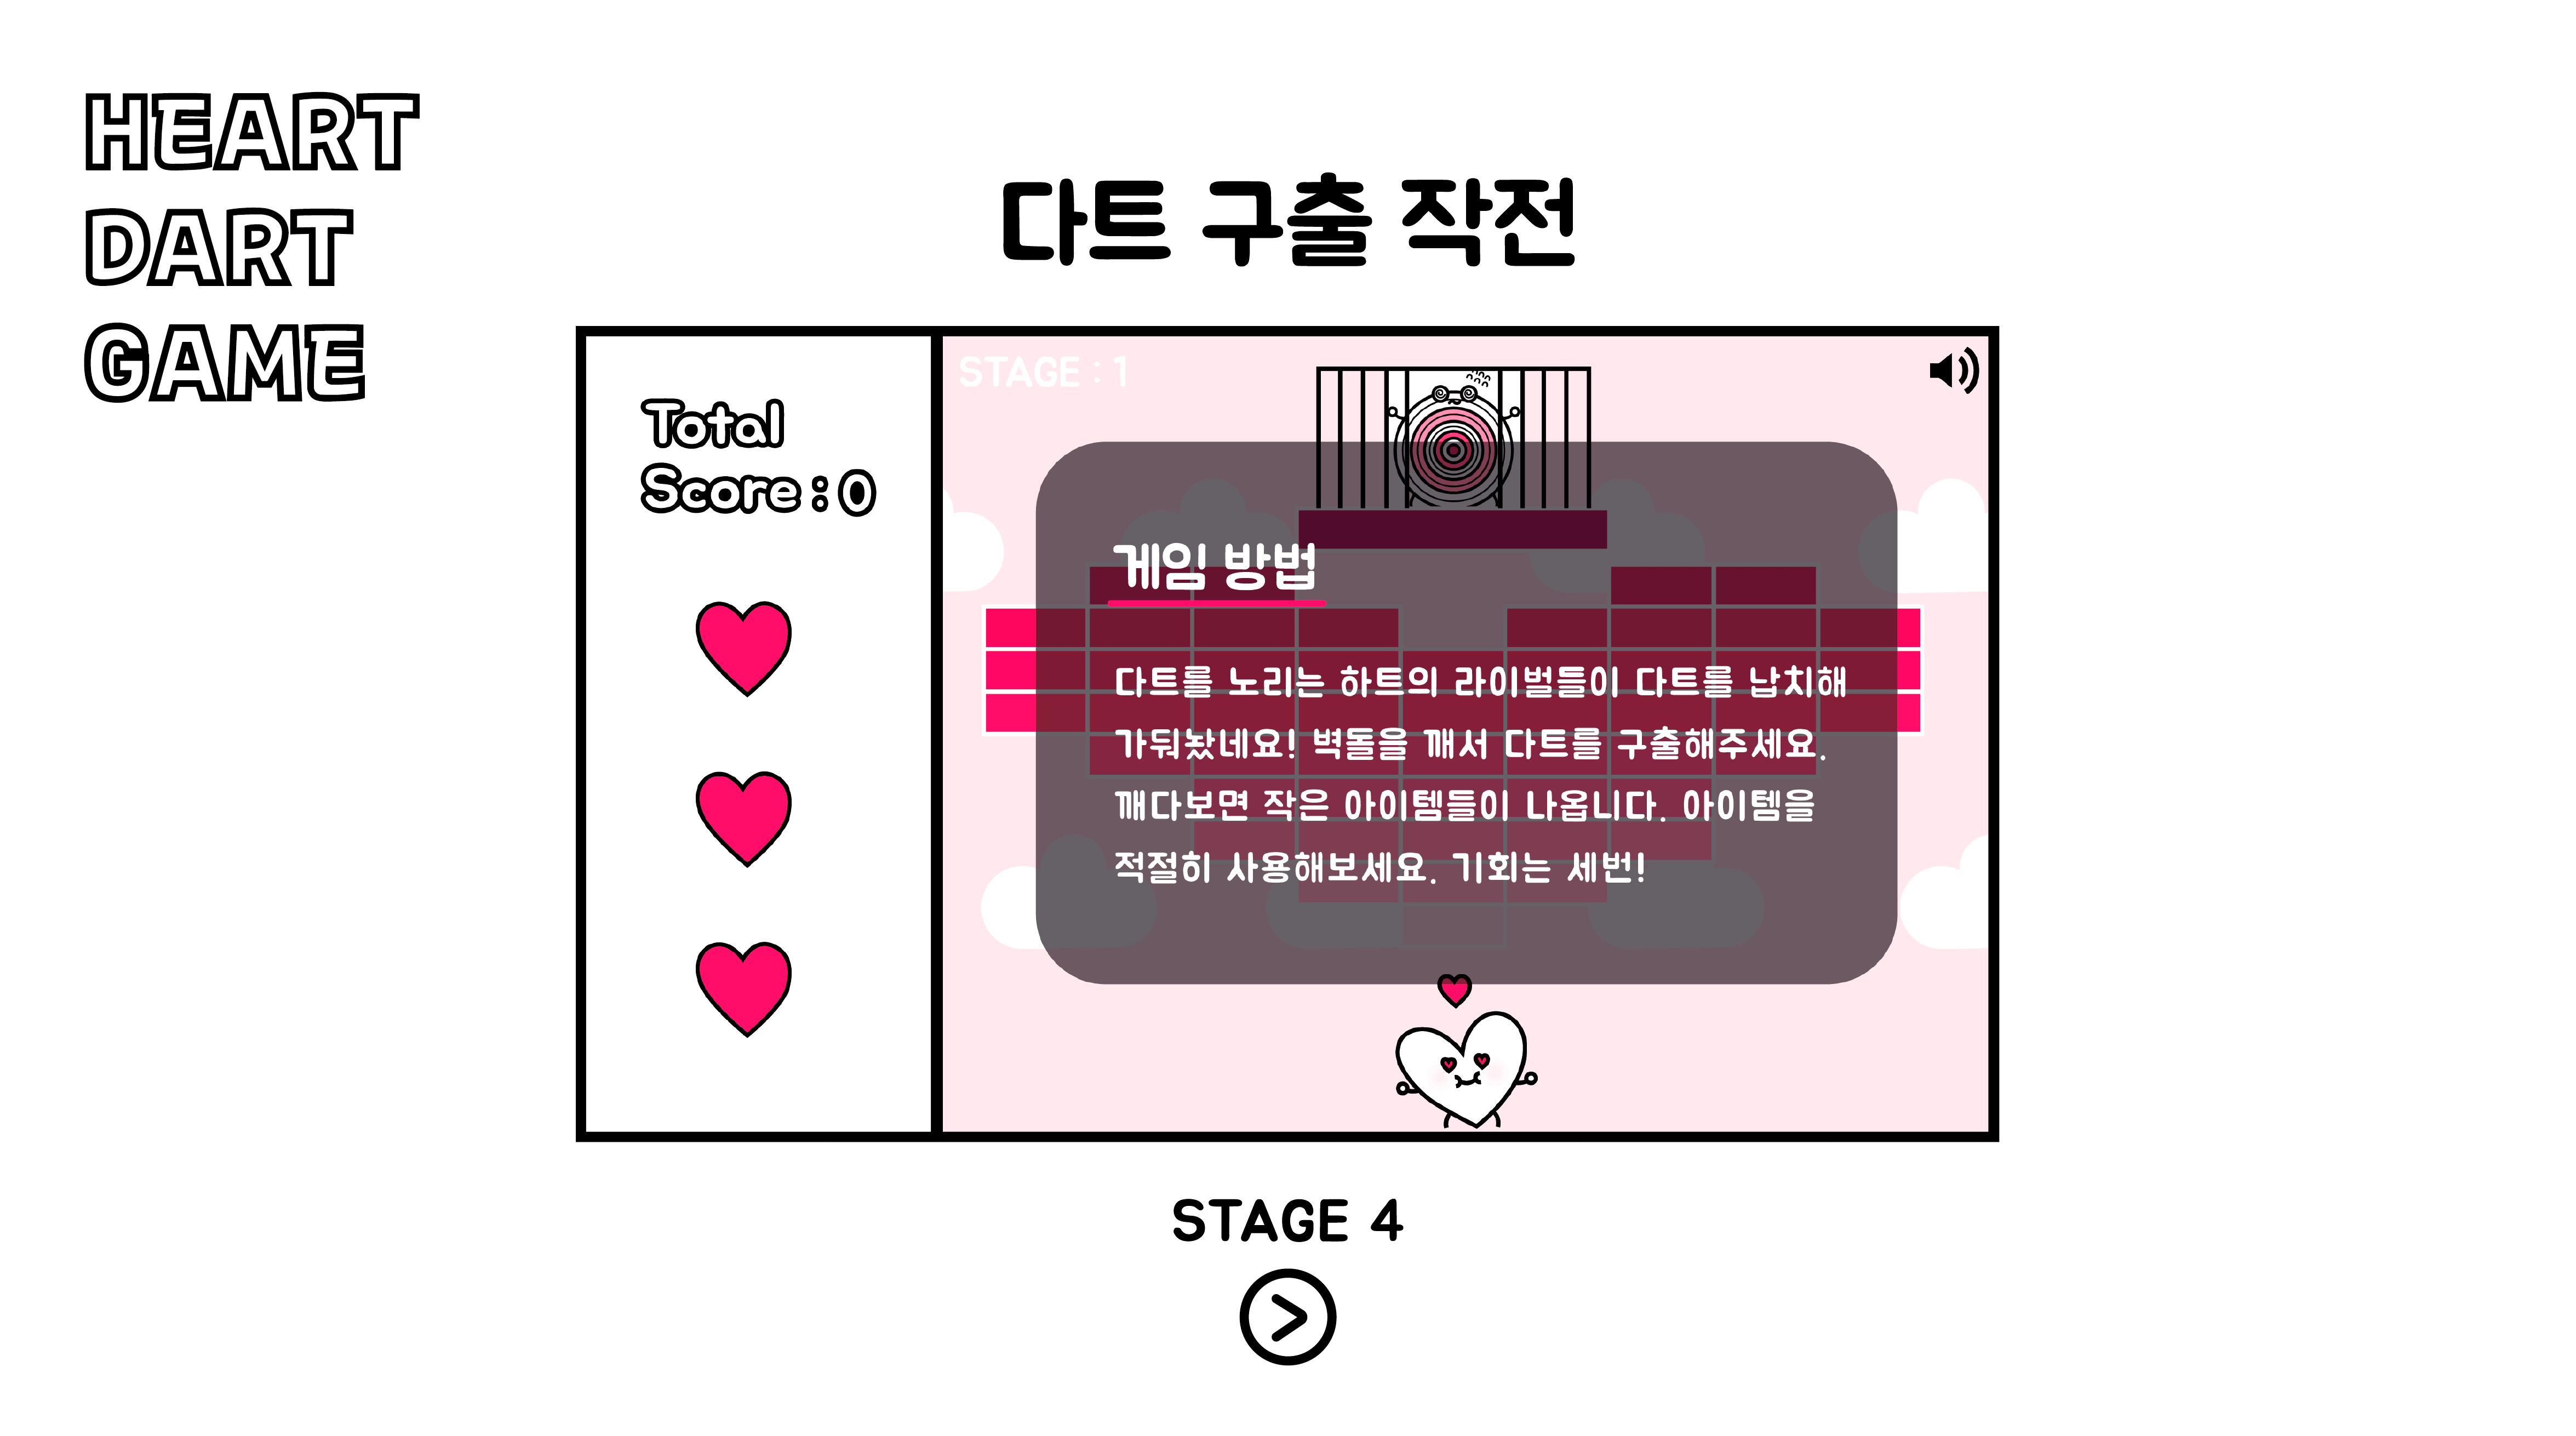 HEART
DART
GAME
다트 구출 작전
Total
Score : 0
STAGE : 1
게임 방법
다트를 노리는 하트의 라이벌들이 다트를 납치해
가둬놨네요! 벽돌을 깨서 다트를 구출해주세요.
깨다보면 작은 아이템들이 나옵니다. 아이템을
적절히 사용해보세요. 기회는 세번!
STAGE 4